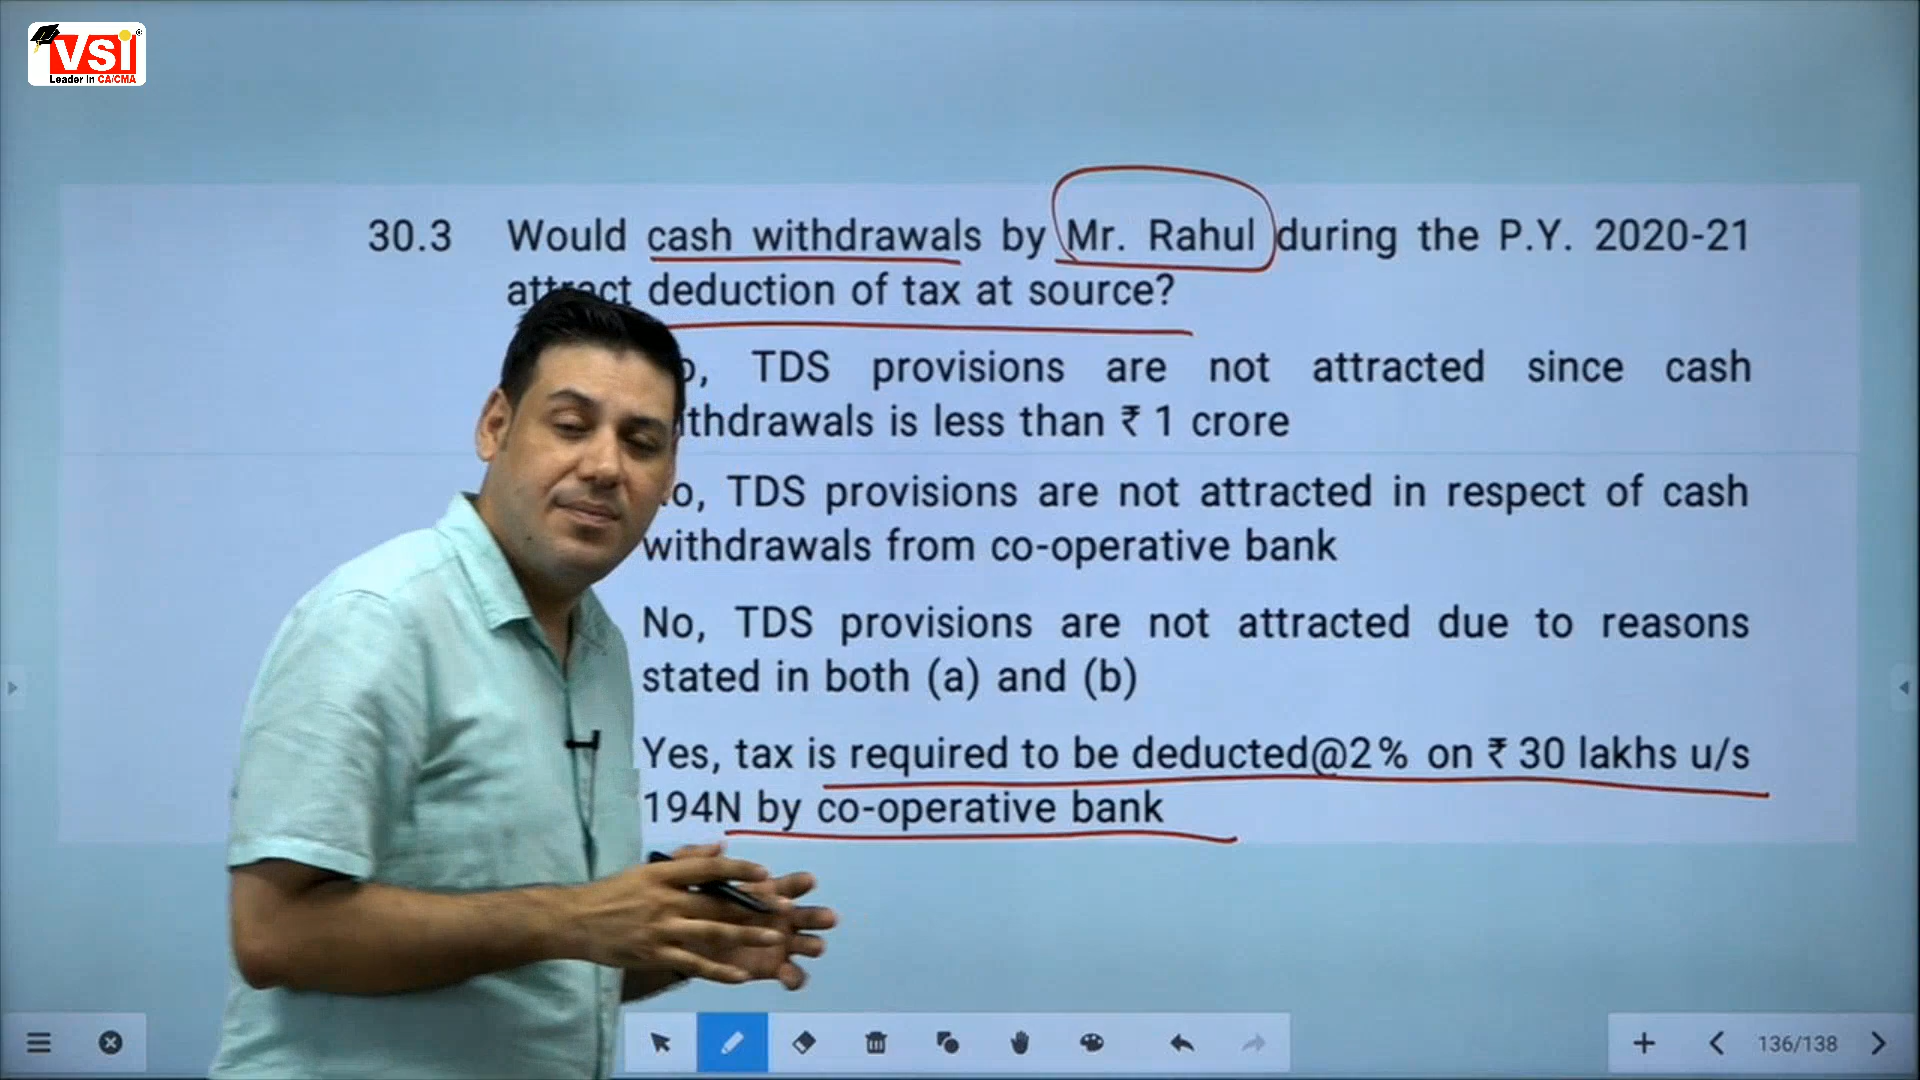 VSI
Leader in CA/CMA
30.3 Would cash withdrawals by Mr. Rahul during the P.Y. 2020-21
attract deduction of tax at source?
TDS provisions are not attracted since cash
withdrawals is less than ₹ 1 crore
TDS provisions are not attracted in respect of cash
withdrawals from co-operative bank
No, TDS provisions are not attracted due to reasons
stated in both (a) and (b)
Yes, tax is required to be deducted@2% on ₹ 30 lakhs u/s
194N by co-operative bank
136/138